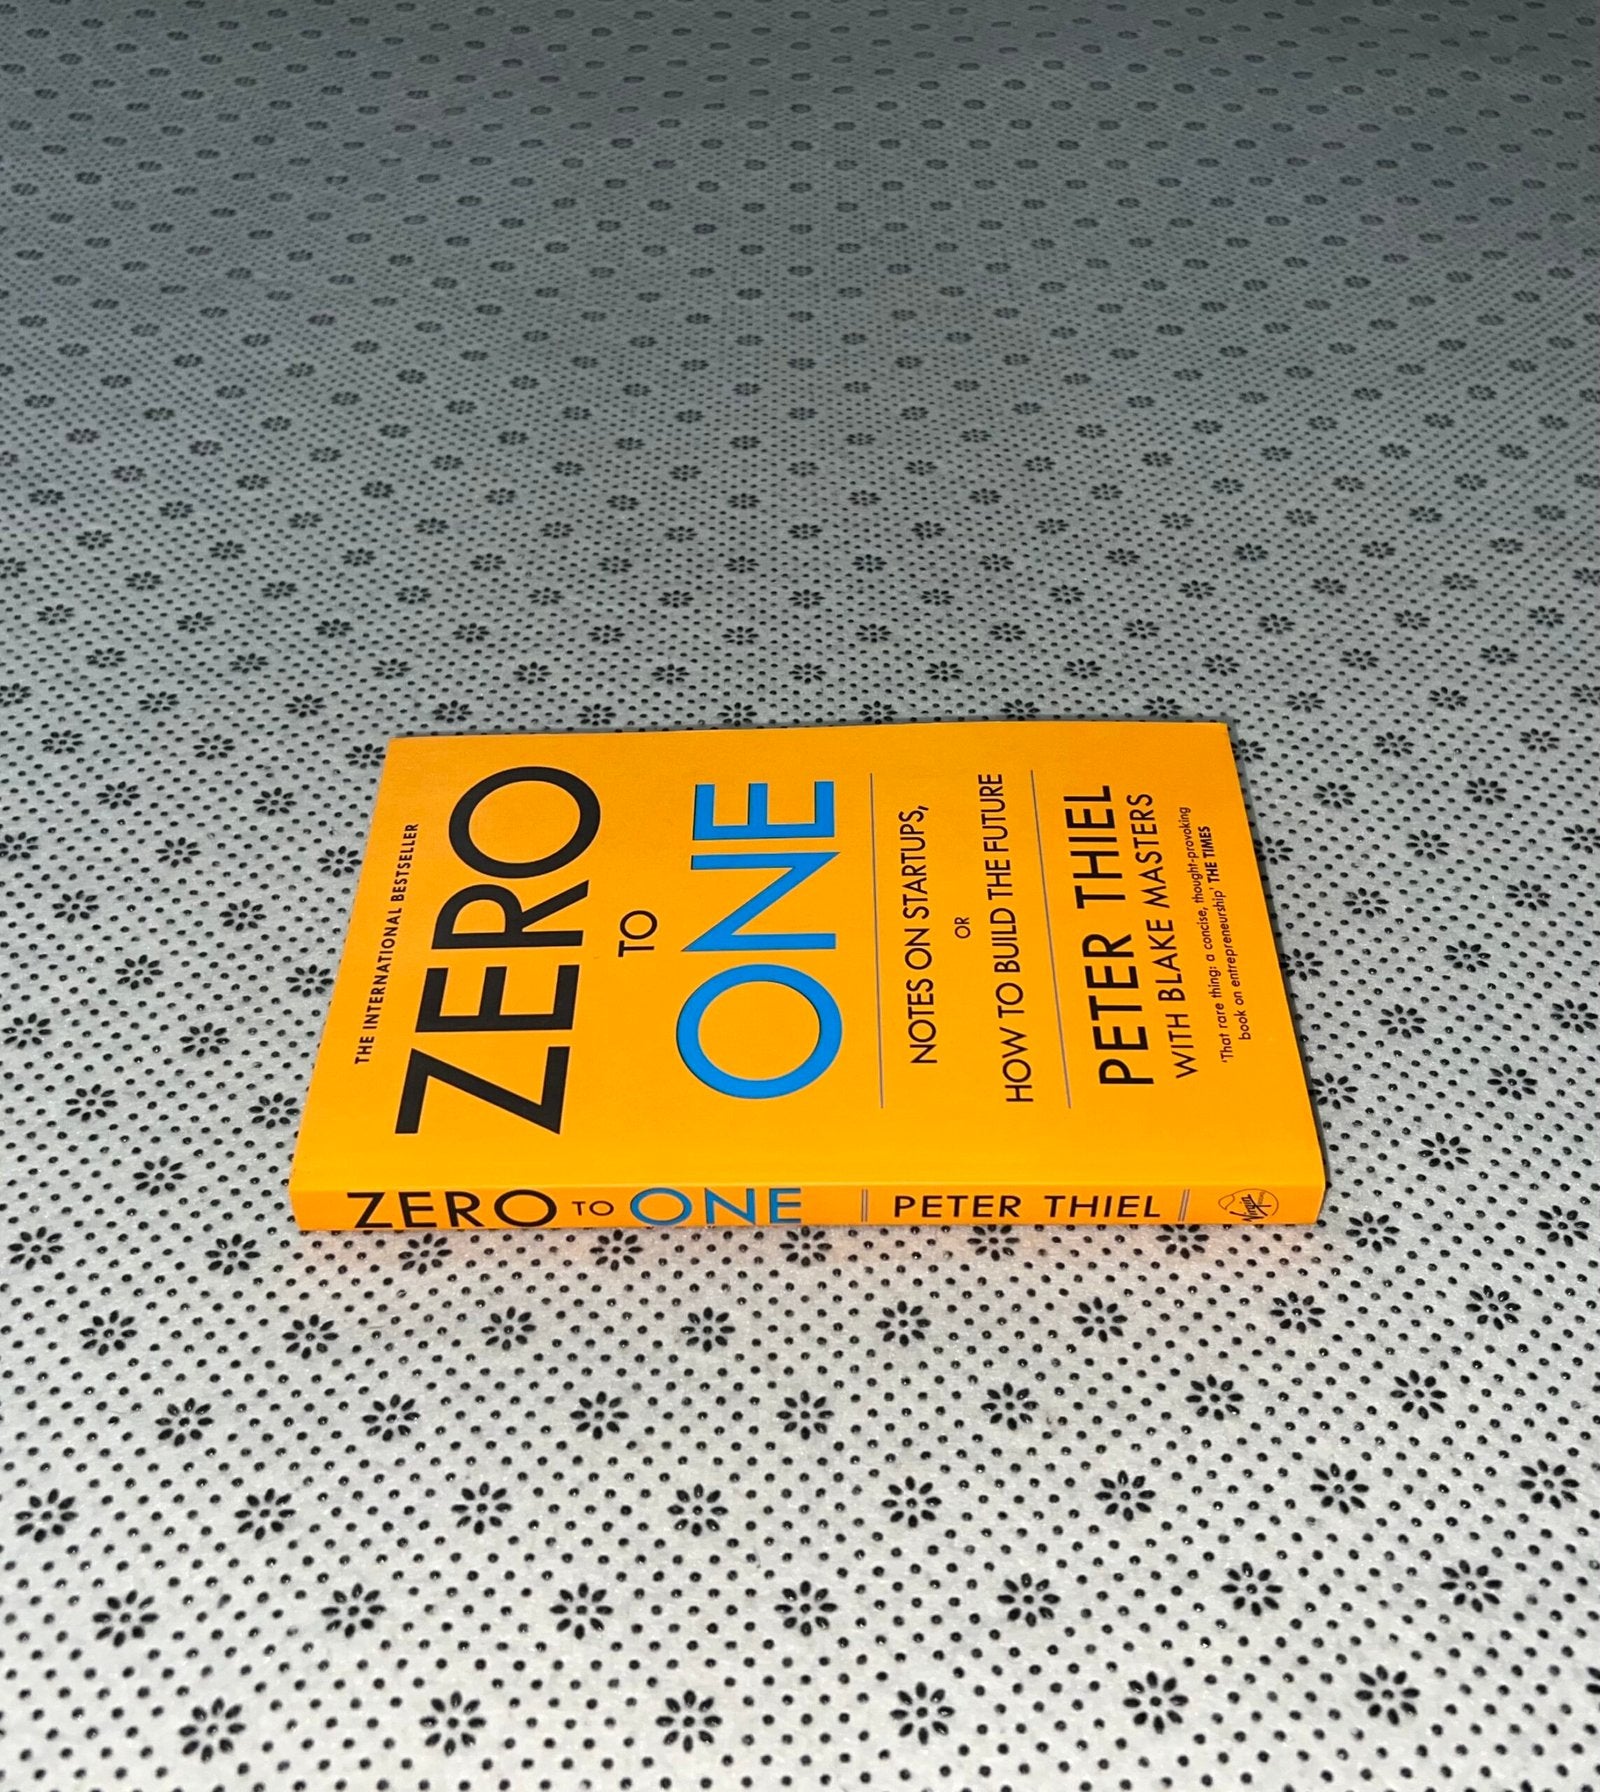 THE INTERNATIONAL BESTSELLER
ZERO
TO
ONE
NOTES ON STARTUPS,
OR
HOW TO BUILD THE FUTURE
PETER THIEL
WITH BLAKE MASTERS
'That rare thing: a concise, thought-provoking
book on entrepreneurship' THE TIMES
ZERO TO ONE PETER THIEL Virgin